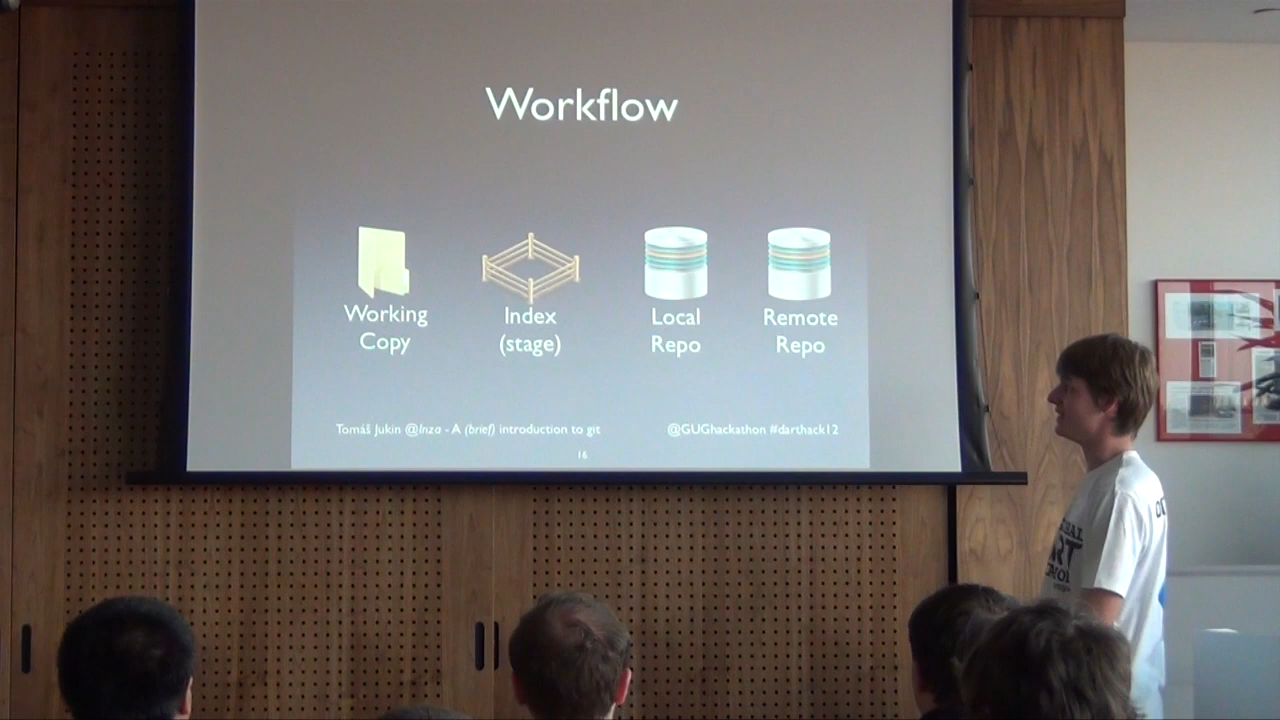 Workflow
Working
Copy
Index
(stage)
Local
Repo
Remote
Repo
Tomáš Jukin @Inza - A (brief) introduction to git
@GUGhackathon #darthack12
16